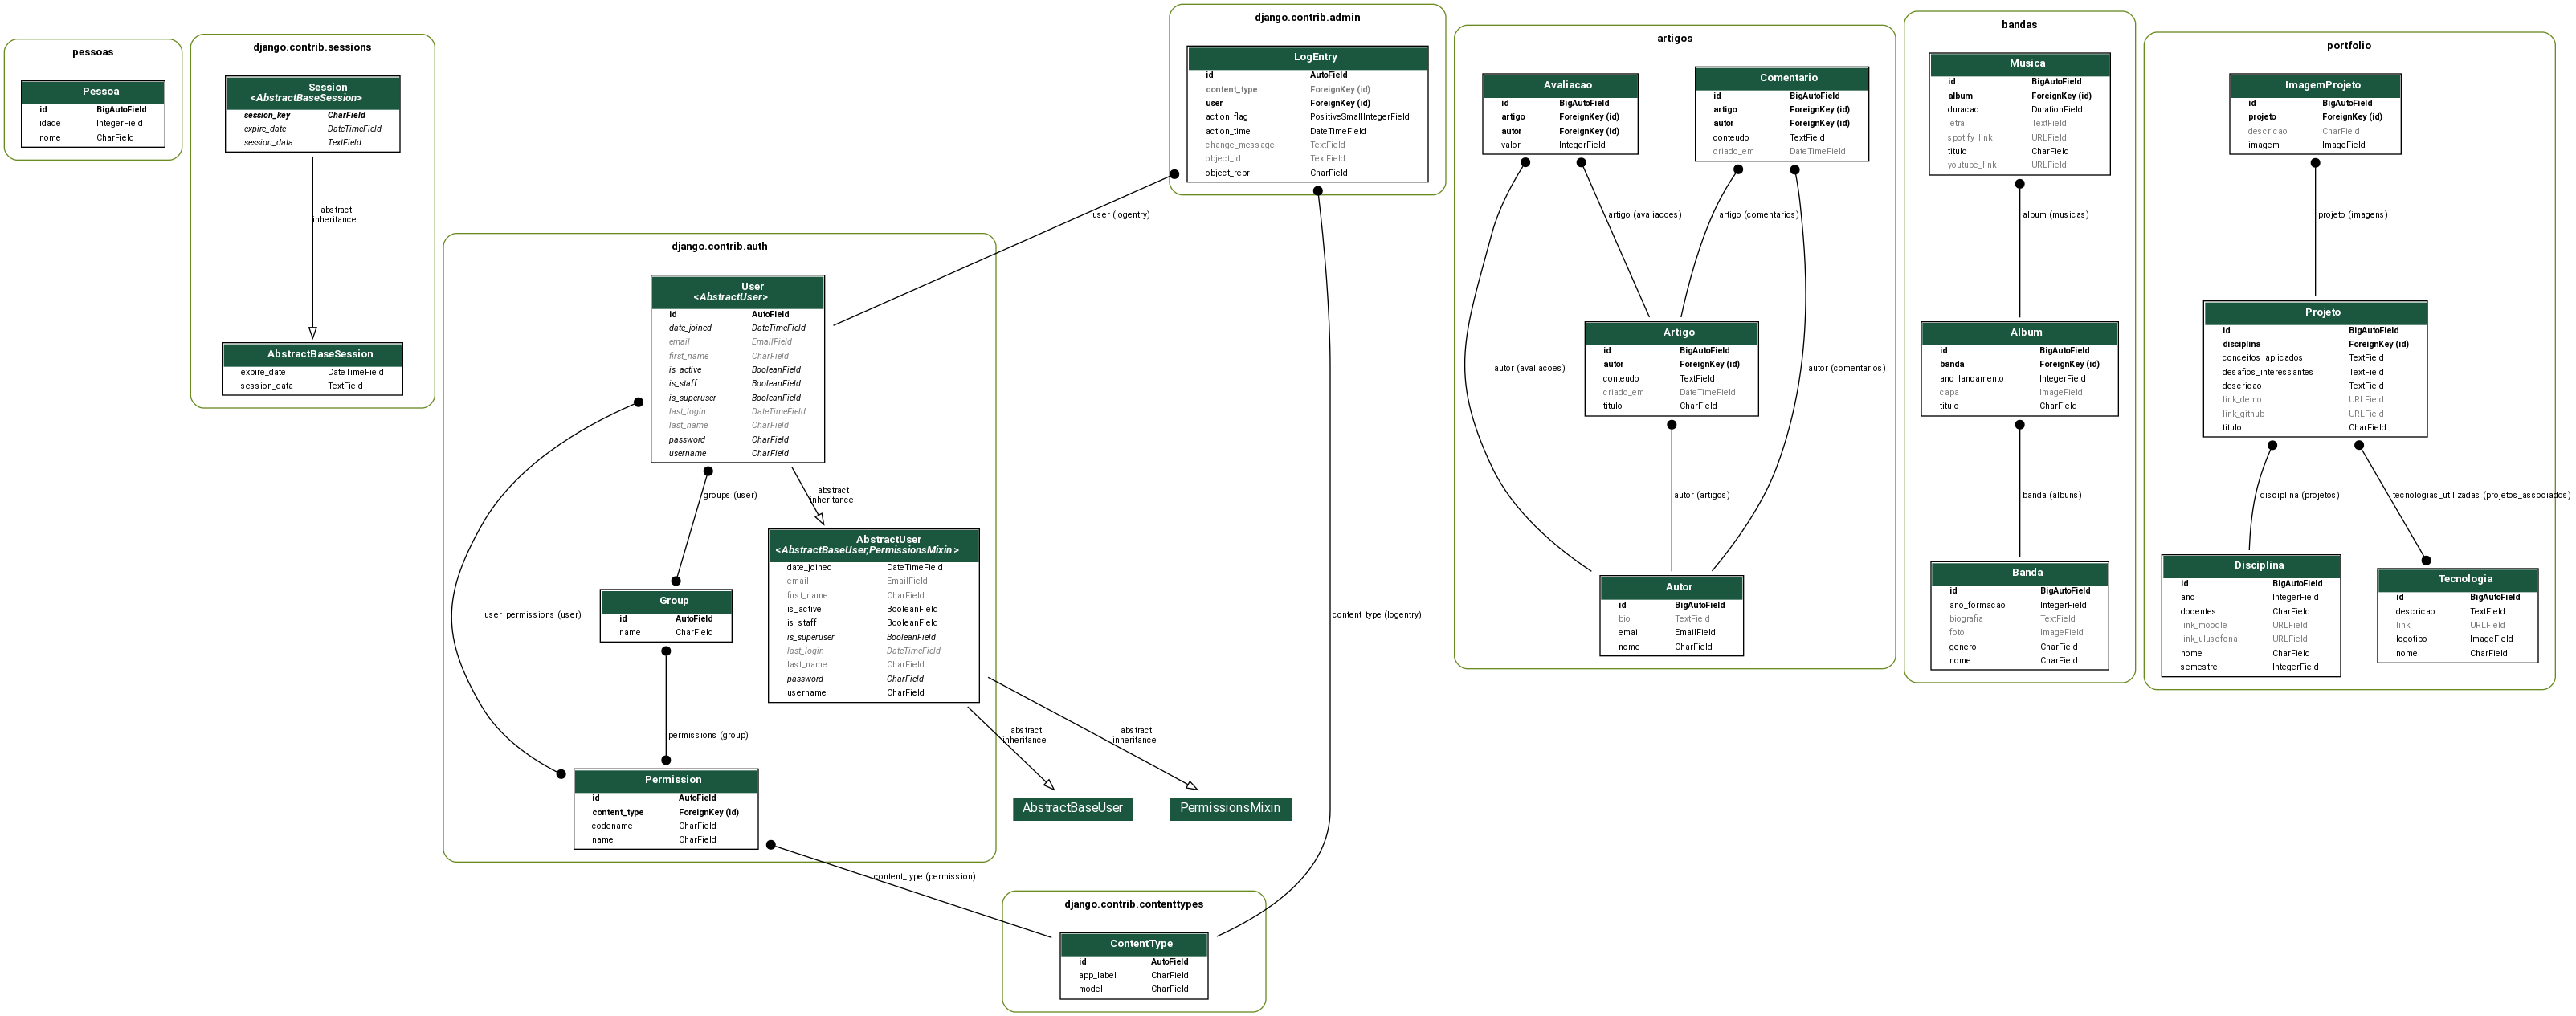 pessoas
Pessoa
id BigAutoField
idade IntegerField
nome CharField
django.contrib.sessions
Session
<AbstractBaseSession>
session_key CharField
expire_date DateTimeField
session_data TextField
abstract
inheritance
AbstractBaseSession
expire_date DateTimeField
session_data TextField
django.contrib.admin
LogEntry
id AutoField
content_type ForeignKey (id)
user ForeignKey (id)
action_flag PositiveSmallIntegerField
action_time DateTimeField
change_message TextField
object_id TextField
object_repr CharField
user (logentry)
content_type (logentry)
django.contrib.auth
User
<AbstractUser>
id AutoField
date_joined DateTimeField
email EmailField
first_name CharField
is_active BooleanField
is_staff BooleanField
is_superuser BooleanField
last_login DateTimeField
last_name CharField
password CharField
username CharField
groups (user)
abstract
inheritance
user_permissions (user)
AbstractUser
<AbstractBaseUser,PermissionsMixin>
date_joined DateTimeField
email EmailField
first_name CharField
is_active BooleanField
is_staff BooleanField
is_superuser BooleanField
last_login DateTimeField
last_name CharField
password CharField
username CharField
Group
id AutoField
name CharField
permissions (group)
Permission
id AutoField
content_type ForeignKey (id)
codename CharField
name CharField
abstract
inheritance
abstract
inheritance
AbstractBaseUser
PermissionsMixin
content_type (permission)
django.contrib.contenttypes
ContentType
id AutoField
app_label CharField
model CharField
artigos
Avaliacao
id BigAutoField
artigo ForeignKey (id)
autor ForeignKey (id)
valor IntegerField
Comentario
id BigAutoField
artigo ForeignKey (id)
autor ForeignKey (id)
conteudo TextField
criado_em DateTimeField
artigo (avaliacoes)
artigo (comentarios)
autor (avaliacoes)
autor (comentarios)
Artigo
id BigAutoField
autor ForeignKey (id)
conteudo TextField
criado_em DateTimeField
titulo CharField
autor (artigos)
Autor
id BigAutoField
bio TextField
email EmailField
nome CharField
bandas
Musica
id BigAutoField
album ForeignKey (id)
duracao DurationField
letra TextField
spotify_link URLField
titulo CharField
youtube_link URLField
album (musicas)
Album
id BigAutoField
banda ForeignKey (id)
ano_lancamento IntegerField
capa ImageField
titulo CharField
banda (albuns)
Banda
id BigAutoField
ano_formacao IntegerField
biografia TextField
foto ImageField
genero CharField
nome CharField
portfolio
ImagemProjeto
id BigAutoField
projeto ForeignKey (id)
descricao CharField
imagem ImageField
projeto (imagens)
Projeto
id BigAutoField
disciplina ForeignKey (id)
conceitos_aplicados TextField
desafios_interessantes TextField
descricao TextField
link_demo URLField
link_github URLField
titulo CharField
disciplina (projetos)
tecnologias_utilizadas (projetos_associados)
Disciplina
id BigAutoField
ano IntegerField
docentes CharField
link_moodle URLField
link_ulusofona URLField
nome CharField
semestre IntegerField
Tecnologia
id BigAutoField
descricao TextField
link URLField
logotipo ImageField
nome CharField